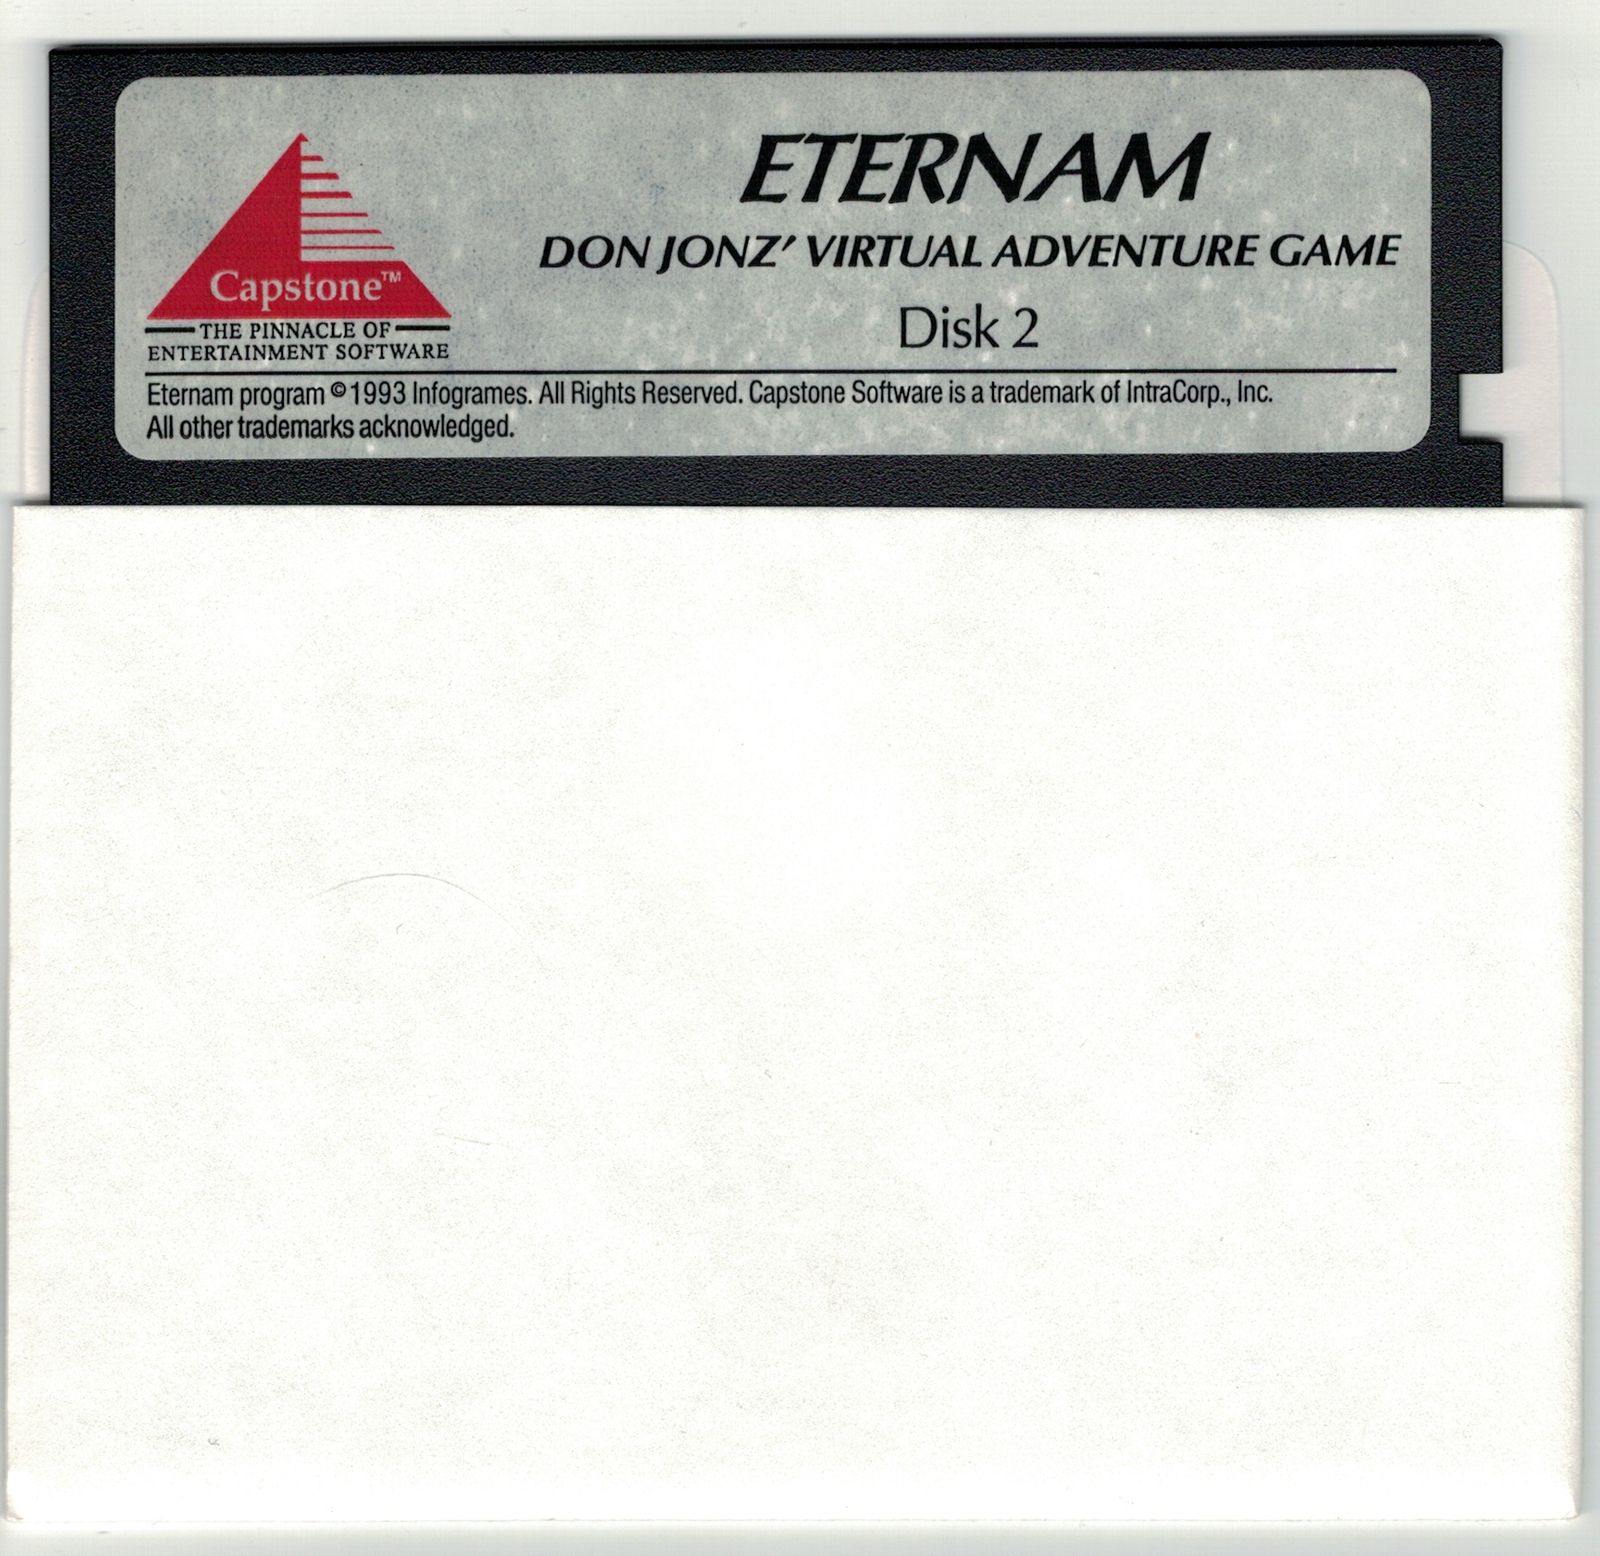 ETERNAM
DON JONZ’ VIRTUAL ADVENTURE GAME
Disk 2
Capstone™
THE PINNACLE OF
ENTERTAINMENT SOFTWARE
Eternam program ©1993 Infogrames. All Rights Reserved. Capstone Software is a trademark of IntraCorp., Inc.
All other trademarks acknowledged.